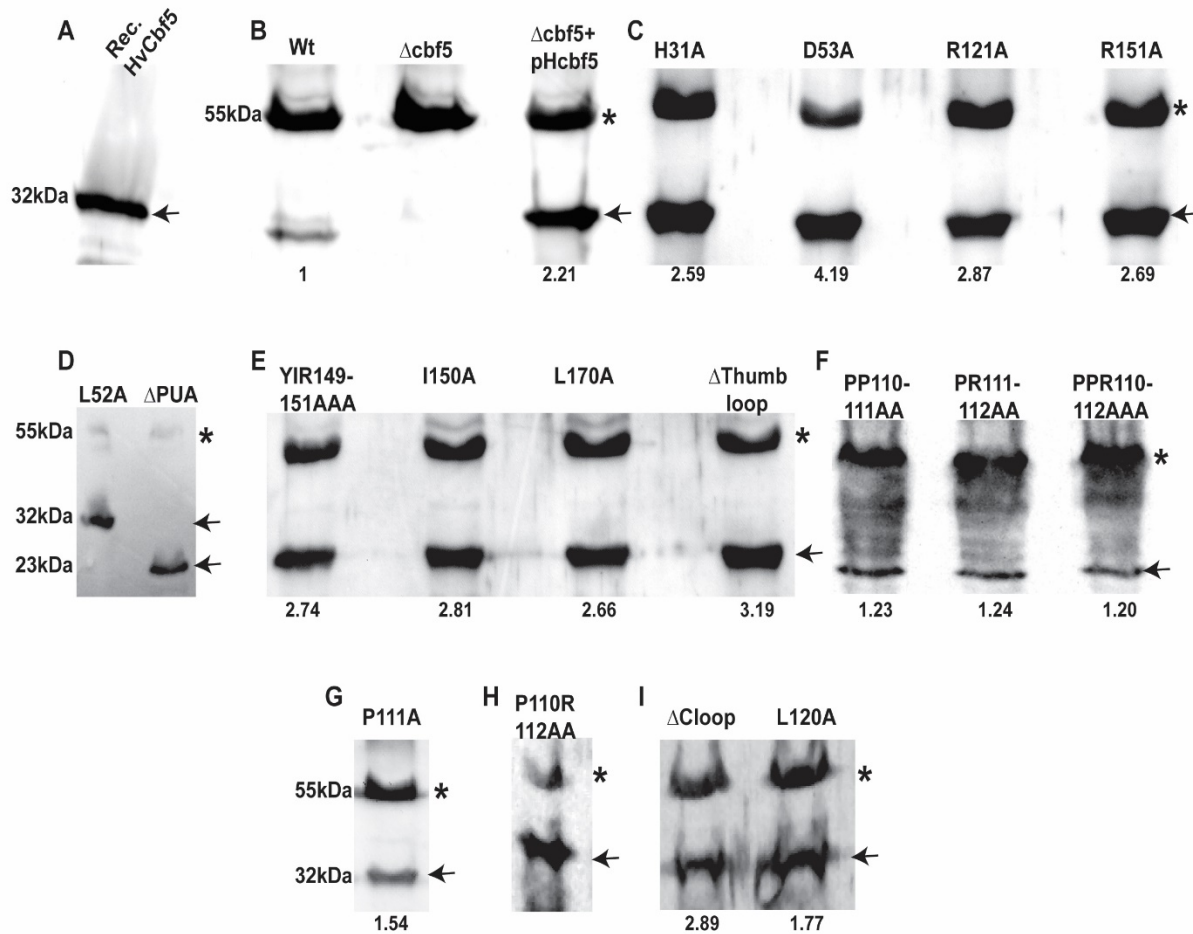 A
Rec.
HvCbf5
32kDa
B
Wt
Δcbf5
Δcbf5+
pHcbf5
55kDa
*
1
2.21
C
H31A
D53A
R121A
R151A
*
2.59
4.19
2.87
2.69
D
L52A
ΔPUA
55kDa
*
32kDa
23kDa
E
YIR149-
151AAA
I150A
L170A
ΔThumb
loop
*
2.74
2.81
2.66
3.19
F
PP110-
111AA
PR111-
112AA
PPR110-
112AAA
*
1.23
1.24
1.20
G
P111A
55kDa
*
32kDa
1.54
H
P110R
112AA
*
I
ΔCloop
L120A
*
2.89
1.77